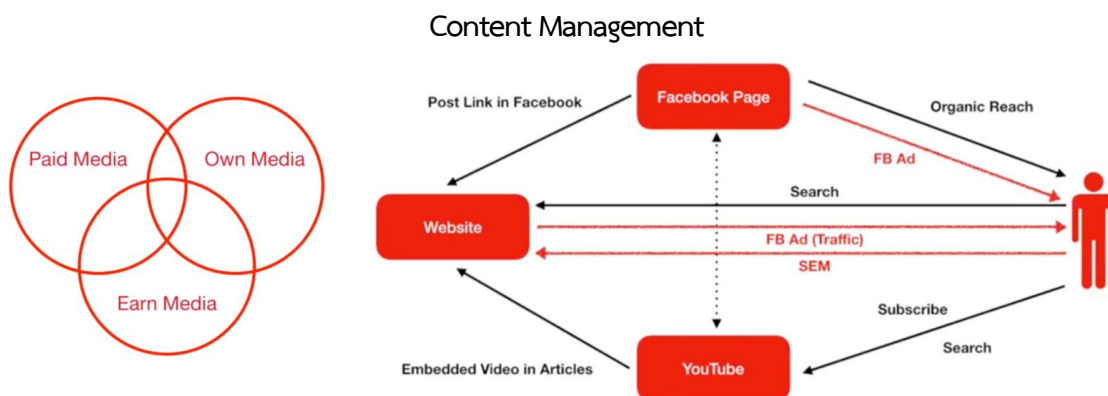 Content Management
Paid Media
Own Media
Earn Media
Facebook Page
Post Link in Facebook
Organic Reach
FB Ad
Search
Website
FB Ad (Traffic)
SEM
Subscribe
Search
Embedded Video in Articles
YouTube